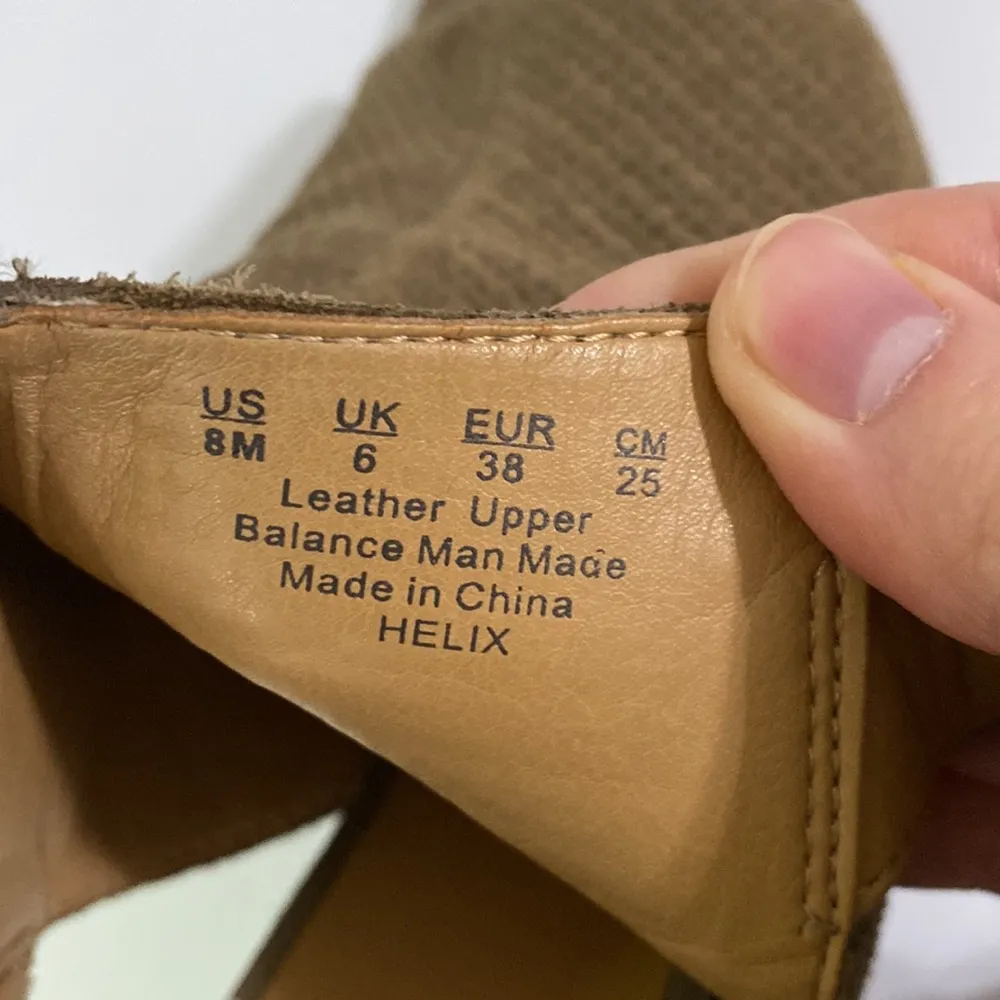 US UK EUR CM
8M 6 38 25
Leather Upper
Balance Man Made
Made in China
HELIX